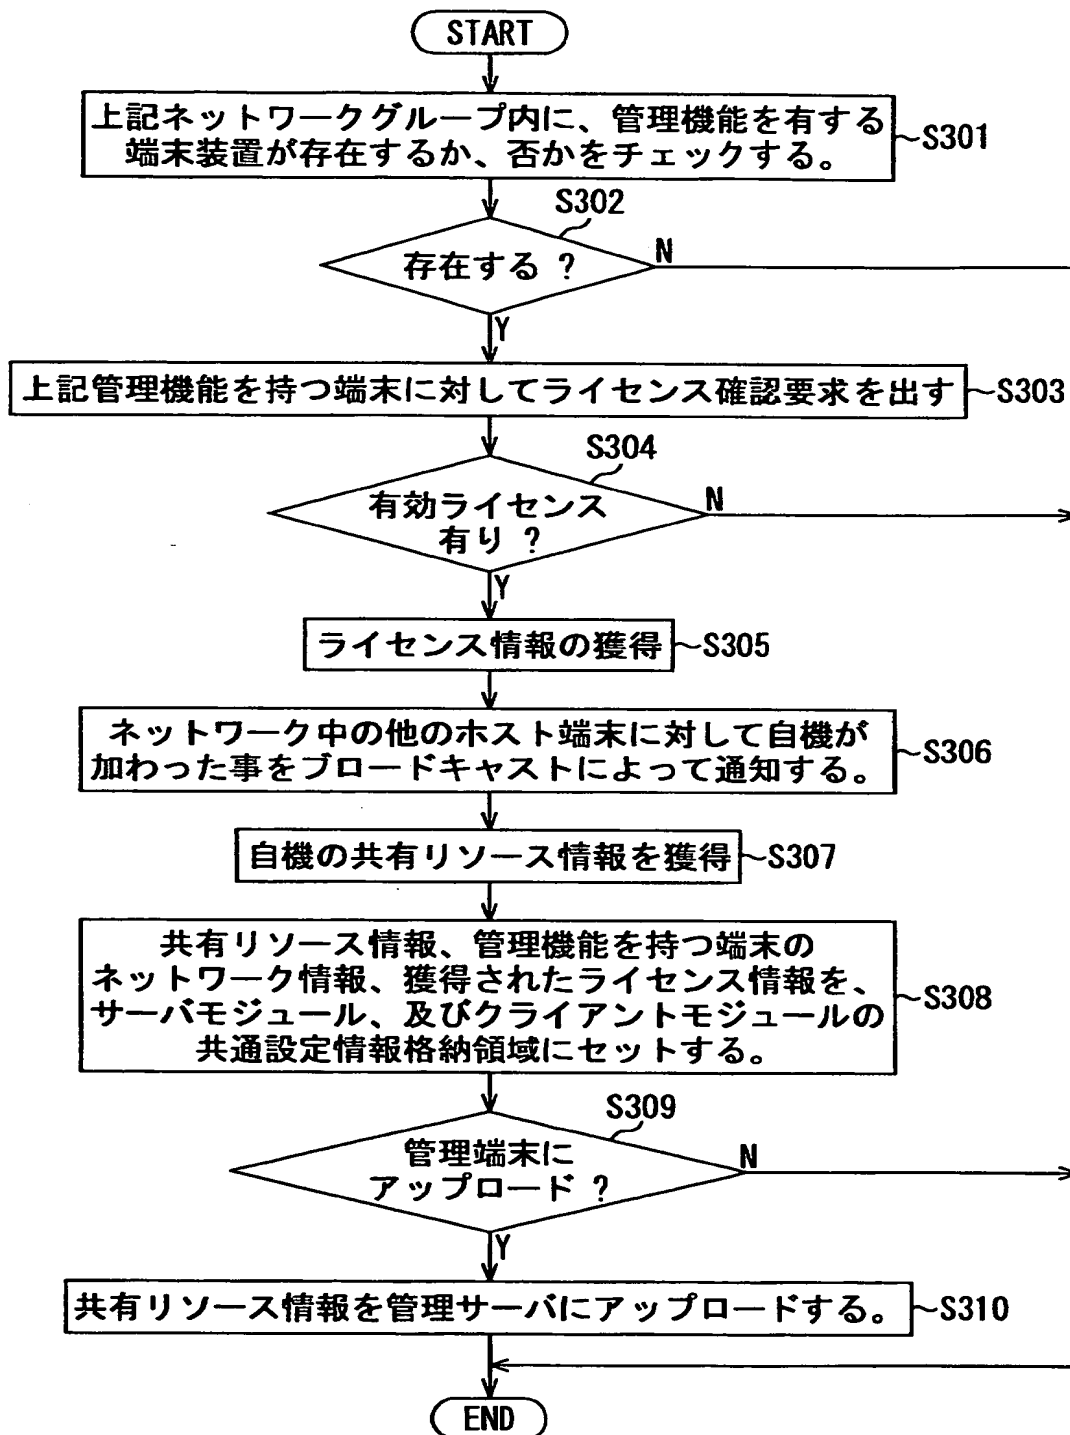 START
上記ネットワークグループ内に、管理機能を有する
端末装置が存在するか、否かをチェックする。
S301
S302
存在する ?
N
Y
上記管理機能を持つ端末に対してライセンス確認要求を出す
S303
S304
有効ライセンス
有り ?
N
Y
ライセンス情報の獲得
S305
ネットワーク中の他のホスト端末に対して自機が
加わった事をブロードキャストによって通知する。
S306
自機の共有リソース情報を獲得
S307
共有リソース情報、管理機能を持つ端末の
ネットワーク情報、獲得されたライセンス情報を、
サーバモジュール、及びクライアントモジュールの
共通設定情報格納領域にセットする。
S308
S309
管理端末に
アップロード ?
N
Y
共有リソース情報を管理サーバにアップロードする。
S310
END